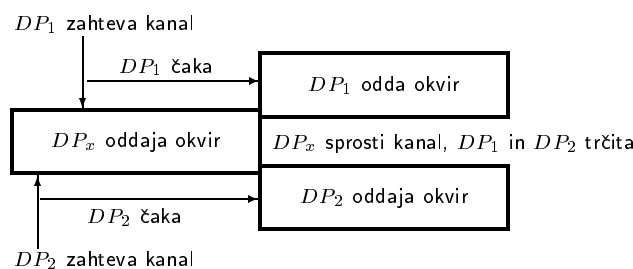 DP₁ zahteva kanal
DP₁ čaka
DP₁ odda okvir
DPₓ oddaja okvir
DPₓ sprosti kanal, DP₁ in DP₂ trčita
DP₂ oddaja okvir
DP₂ čaka
DP₂ zahteva kanal